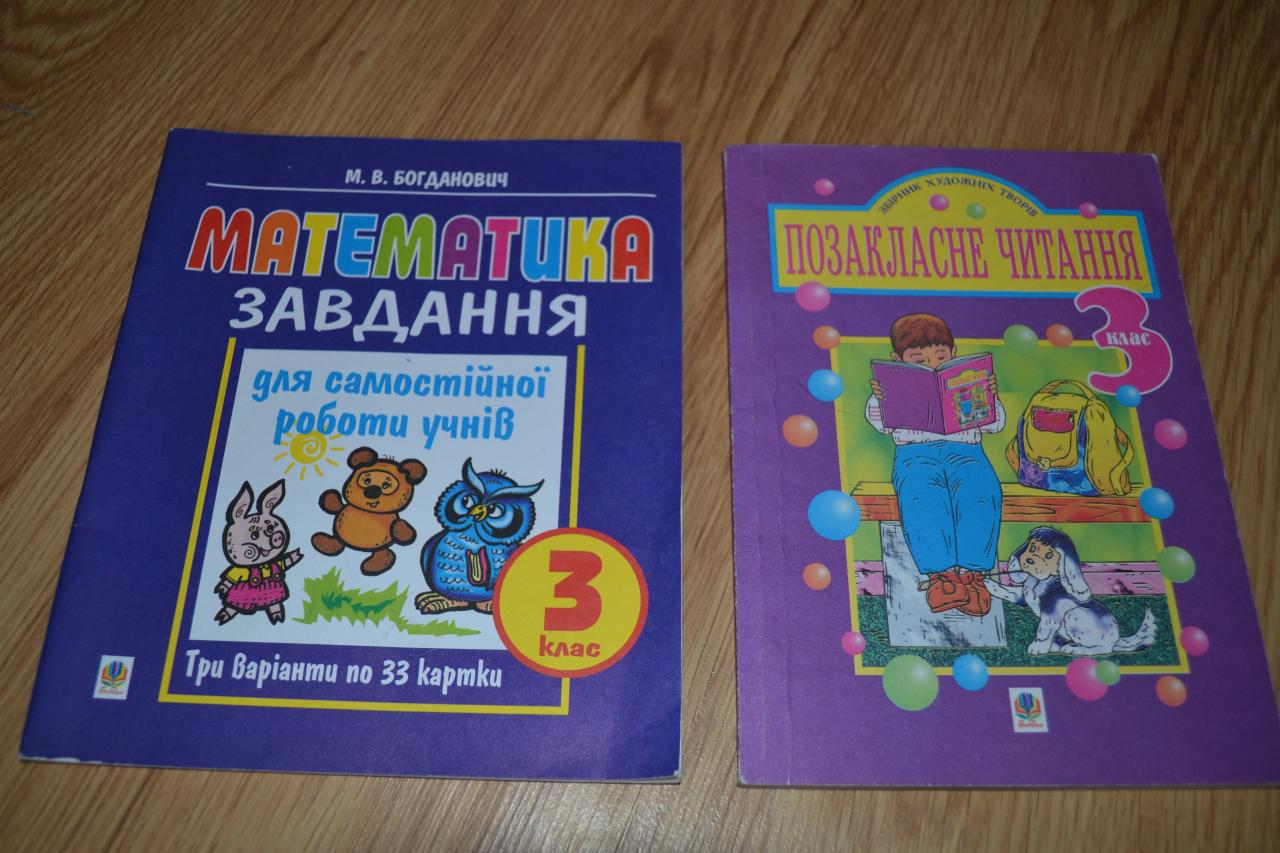 М. В. БОГДАНОВИЧ
МАТЕМАТИКА
ЗАВДАННЯ
для самостійної
роботи учнів
3
клас
Три варіанти по 33 картки
ЗБІРНИК ХУДОЖНІХ ТВОРІВ
ПОЗАКЛАСНЕ ЧИТАННЯ
3
клас